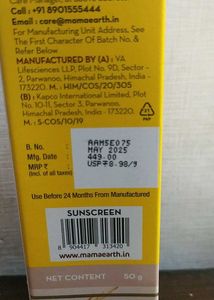 Call : +91 8901555444
Email : care@mamaearth.in
For Manufacturing Unit Address, See
The First Character Of Batch No. &
Refer Below
MANUFACTURED BY (A) : VA
Lifesciences LLP, Plot No. 9D, Sector -
2, Parwanoo, Himachal Pradesh, India -
173220. M. HIM/COS/20/305
(B) : Kapco International Limited, Plot
No. 10-11, Sector 3, Parwanoo,
Himachal Pradesh, India - 173220.
M. : S-COS/10/19
B. No. : AAM5E075
Mfg. Date : MAY 2025
MRP ₹ : 449.00
(Incl. of all taxes) USP₹8.98/g
Use Before 24 Months From Manufactured
SUNSCREEN
8 904417 313420
www.mamaearth.in
NET CONTENT 50 g